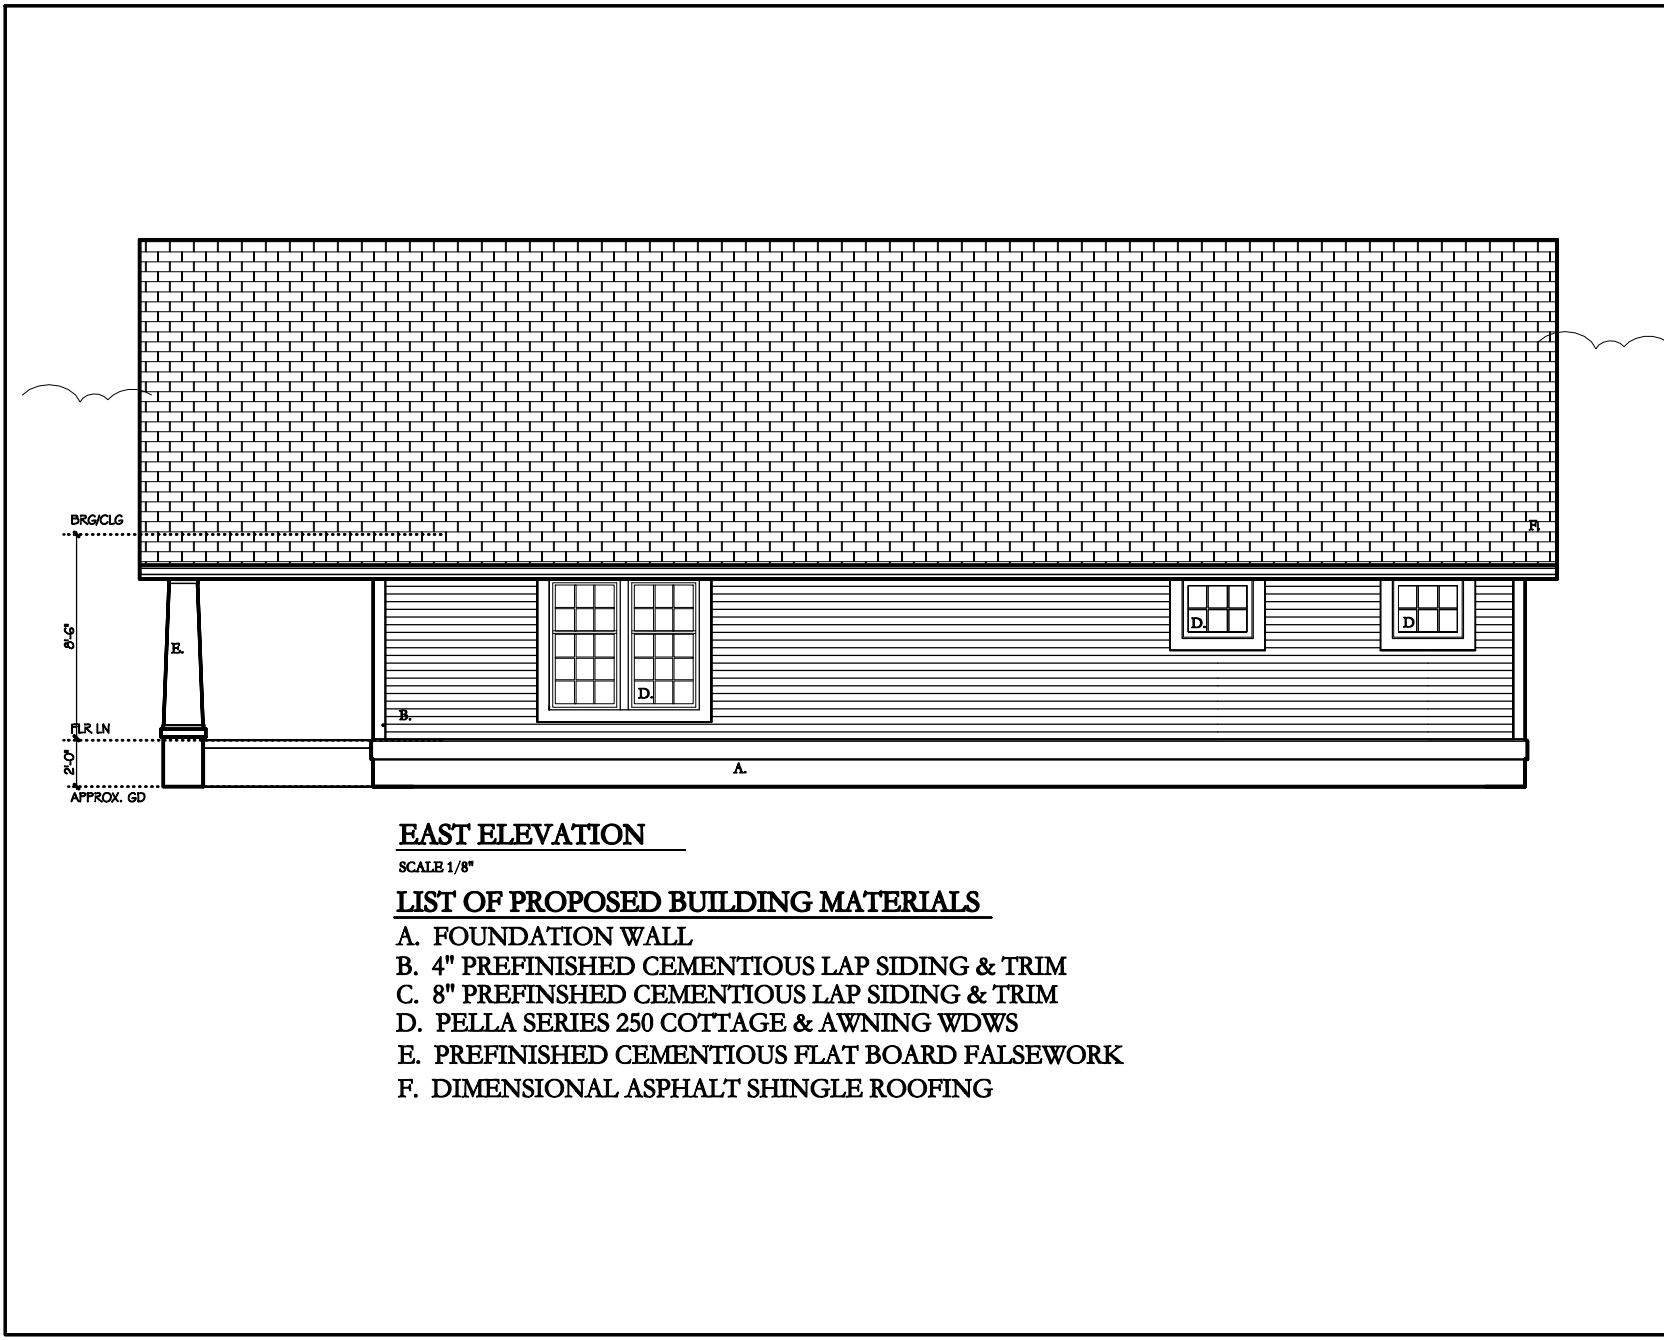 BRG/CLG
F.
8'-6"
E.
D.
D.
D
B.
FLR LN
2'-0"
A.
APPROX. GD
EAST ELEVATION
SCALE 1/8"
LIST OF PROPOSED BUILDING MATERIALS
A. FOUNDATION WALL
B. 4" PREFINISHED CEMENTIOUS LAP SIDING & TRIM
C. 8" PREFINSHED CEMENTIOUS LAP SIDING & TRIM
D. PELLA SERIES 250 COTTAGE & AWNING WDWS
E. PREFINISHED CEMENTIOUS FLAT BOARD FALSEWORK
F. DIMENSIONAL ASPHALT SHINGLE ROOFING